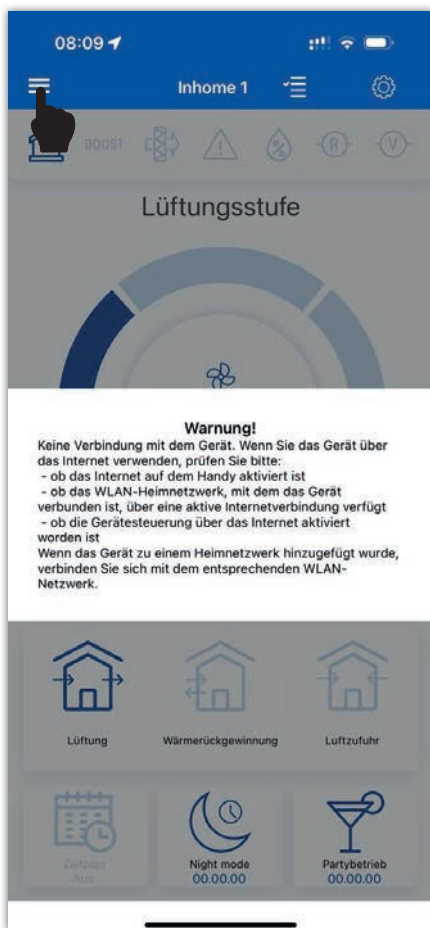 08:09
Inhome 1
BOOST % R V
Lüftungsstufe
Warnung!
Keine Verbindung mit dem Gerät. Wenn Sie das Gerät über
das Internet verwenden, prüfen Sie bitte:
- ob das Internet auf dem Handy aktiviert ist
- ob das WLAN-Heimnetzwerk, mit dem das Gerät
verbunden ist, über eine aktive Internetverbindung verfügt
- ob die Gerätesteuerung über das Internet aktiviert
worden ist
Wenn das Gerät zu einem Heimnetzwerk hinzugefügt wurde,
verbinden Sie sich mit dem entsprechenden WLAN-
Netzwerk.
Lüftung Wärmerückgewinnung Luftzufuhr
Zeitplan Night mode Partybetrieb
Aus 00.00.00 00.00.00